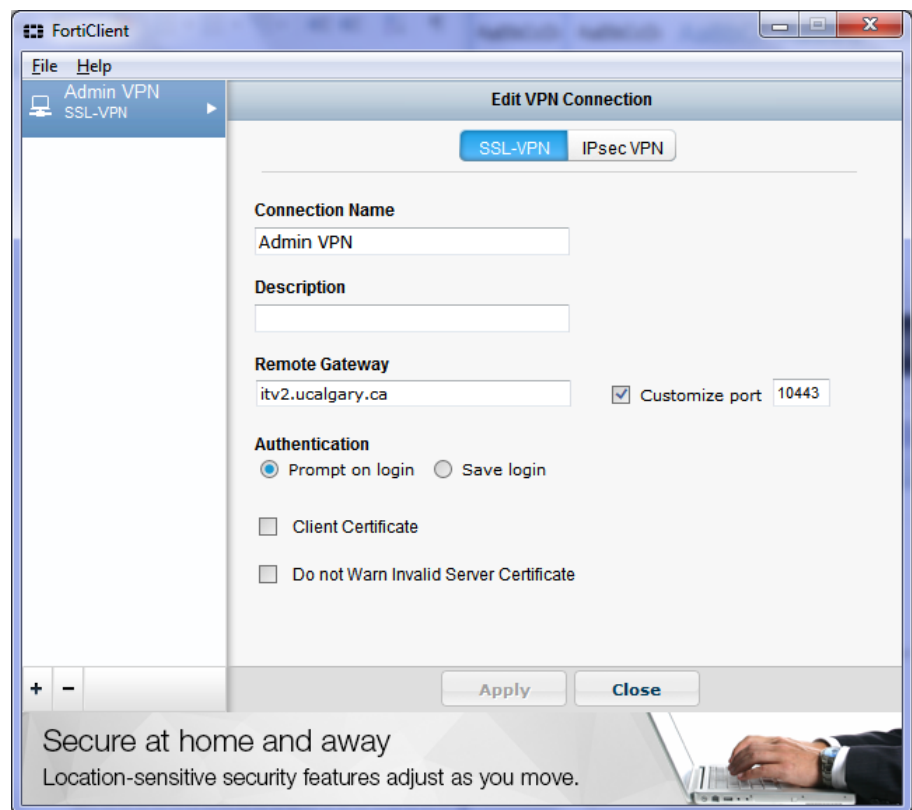 FortiClient
File Help
Admin VPN
SSL-VPN
Edit VPN Connection
SSL-VPN IPsec VPN
Connection Name
Admin VPN
Description
Remote Gateway
itv2.ucalgary.ca Customize port 10443
Authentication
Prompt on login Save login
Client Certificate
Do not Warn Invalid Server Certificate
+ − Apply Close
Secure at home and away
Location-sensitive security features adjust as you move.